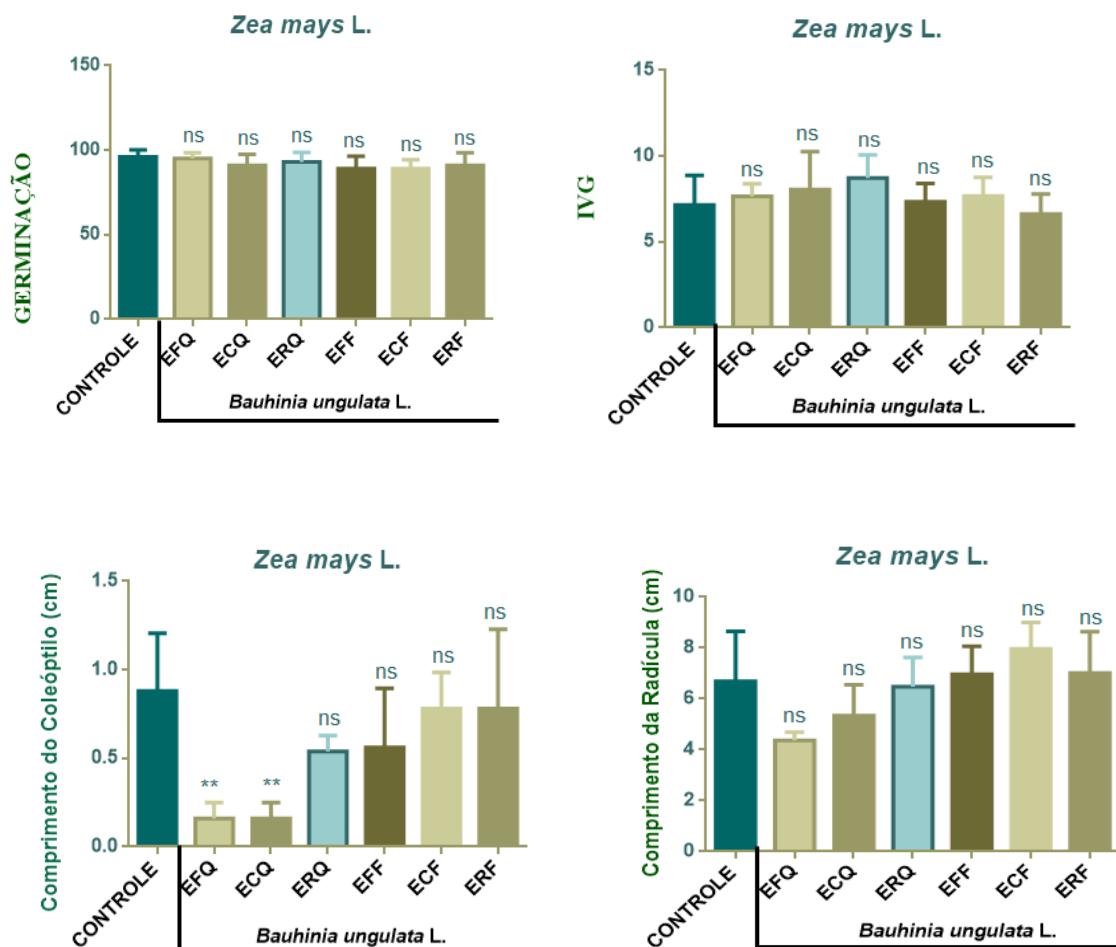 Zea mays L.
GERMINAÇÃO
150
100
50
0
ns ns ns ns ns ns
CONTROLE EFQ ECQ ERQ EFF ECF ERF
Bauhinia ungulata L.
Zea mays L.
IVG
15
10
5
0
ns ns ns ns ns ns
CONTROLE EFQ ECQ ERQ EFF ECF ERF
Bauhinia ungulata L.
Zea mays L.
Comprimento do Coleóptilo (cm)
1.5
1.0
0.5
0.0
** ** ns ns ns ns
CONTROLE EFQ ECQ ERQ EFF ECF ERF
Bauhinia ungulata L.
Zea mays L.
Comprimento da Radícula (cm)
10
8
6
4
2
0
ns ns ns ns ns ns
CONTROLE EFQ ECQ ERQ EFF ECF ERF
Bauhinia ungulata L.